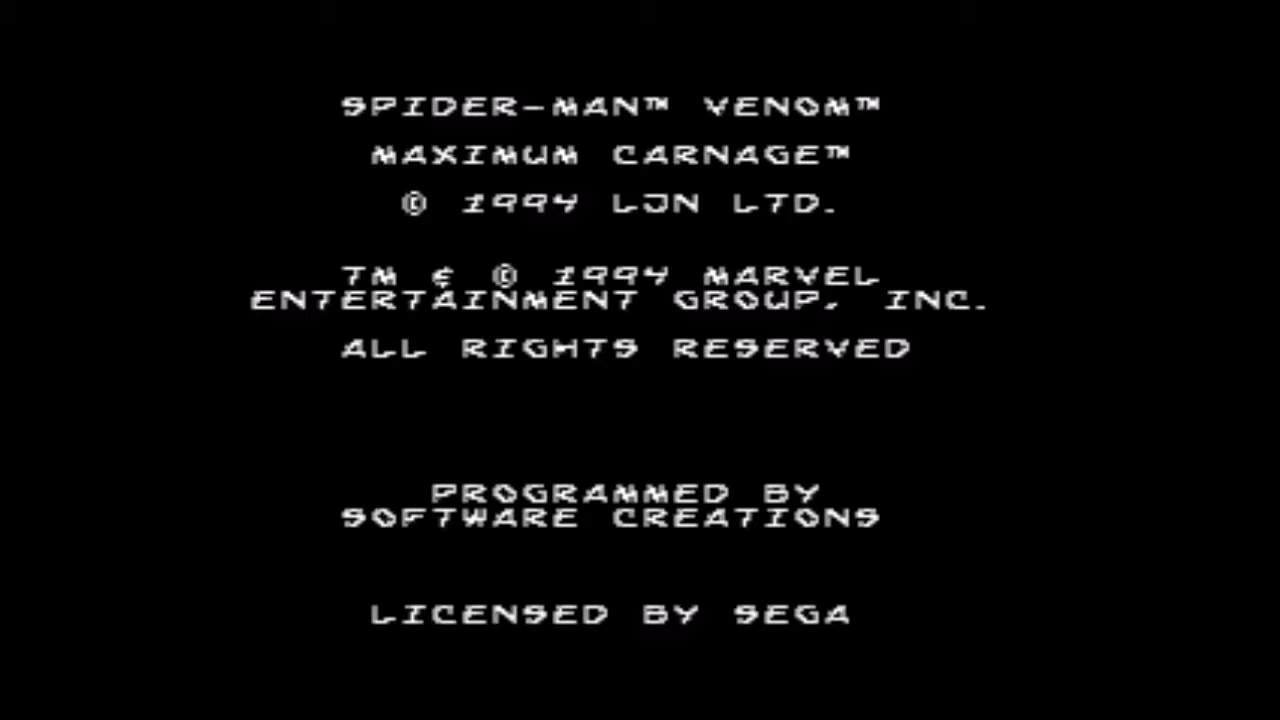 SPIDER-MAN™ VENOM™
MAXIMUM CARNAGE™
© 1994 LJN LTD.
TM & © 1994 MARVEL
ENTERTAINMENT GROUP, INC.
ALL RIGHTS RESERVED
PROGRAMMED BY
SOFTWARE CREATIONS
LICENSED BY SEGA